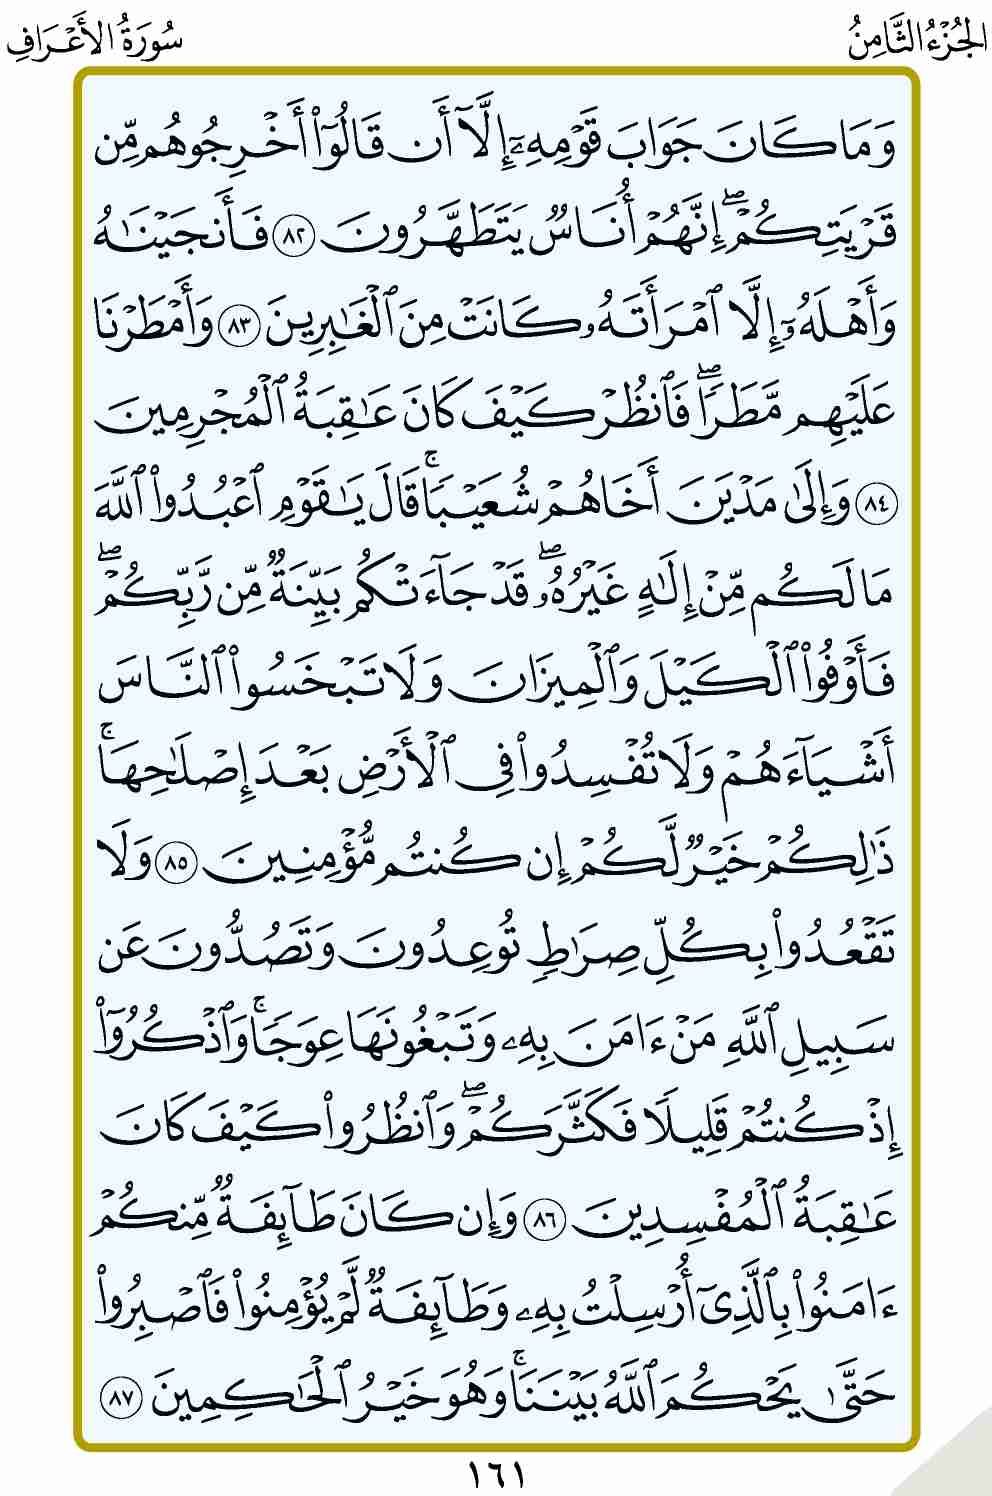 الجُزْءُ الثَّامِنُ
سُورَةُ الأَعْرَافِ
وَمَا كَانَ جَوَابَ قَوْمِهِۦٓ إِلَّآ أَن قَالُوٓا۟ أَخْرِجُوهُم مِّن
قَرْيَتِكُمْ ۖ إِنَّهُمْ أُنَاسٌ يَتَطَهَّرُونَ ٨٢ فَأَنجَيْنَٰهُ
وَأَهْلَهُۥٓ إِلَّا ٱمْرَأَتَهُۥ كَانَتْ مِنَ ٱلْغَٰبِرِينَ ٨٣ وَأَمْطَرْنَا
عَلَيْهِم مَّطَرًا ۖ فَٱنظُرْ كَيْفَ كَانَ عَٰقِبَةُ ٱلْمُجْرِمِينَ
٨٤ وَإِلَىٰ مَدْيَنَ أَخَاهُمْ شُعَيْبًا ۚ قَالَ يَٰقَوْمِ ٱعْبُدُوا۟ ٱللَّهَ
مَا لَكُم مِّنْ إِلَٰهٍ غَيْرُهُۥ ۖ قَدْ جَآءَتْكُم بَيِّنَةٌ مِّن رَّبِّكُمْ ۖ
فَأَوْفُوا۟ ٱلْكَيْلَ وَٱلْمِيزَانَ وَلَا تَبْخَسُوا۟ ٱلنَّاسَ
أَشْيَآءَهُمْ وَلَا تُفْسِدُوا۟ فِى ٱلْأَرْضِ بَعْدَ إِصْلَٰحِهَا ۚ
ذَٰلِكُمْ خَيْرٌ لَّكُمْ إِن كُنتُم مُّؤْمِنِينَ ٨٥ وَلَا
تَقْعُدُوا۟ بِكُلِّ صِرَٰطٍ تُوعِدُونَ وَتَصُدُّونَ عَن
سَبِيلِ ٱللَّهِ مَنْ ءَامَنَ بِهِۦ وَتَبْغُونَهَا عِوَجًا ۚ وَٱذْكُرُوٓا۟
إِذْ كُنتُمْ قَلِيلًا فَكَثَّرَكُمْ ۖ وَٱنظُرُوا۟ كَيْفَ كَانَ
عَٰقِبَةُ ٱلْمُفْسِدِينَ ٨٦ وَإِن كَانَ طَآئِفَةٌ مِّنكُمْ
ءَامَنُوا۟ بِٱلَّذِىٓ أُرْسِلْتُ بِهِۦ وَطَآئِفَةٌ لَّمْ يُؤْمِنُوا۟ فَٱصْبِرُوا۟
حَتَّىٰ يَحْكُمَ ٱللَّهُ بَيْنَنَا ۚ وَهُوَ خَيْرُ ٱلْحَٰكِمِينَ ٨٧
١٦١